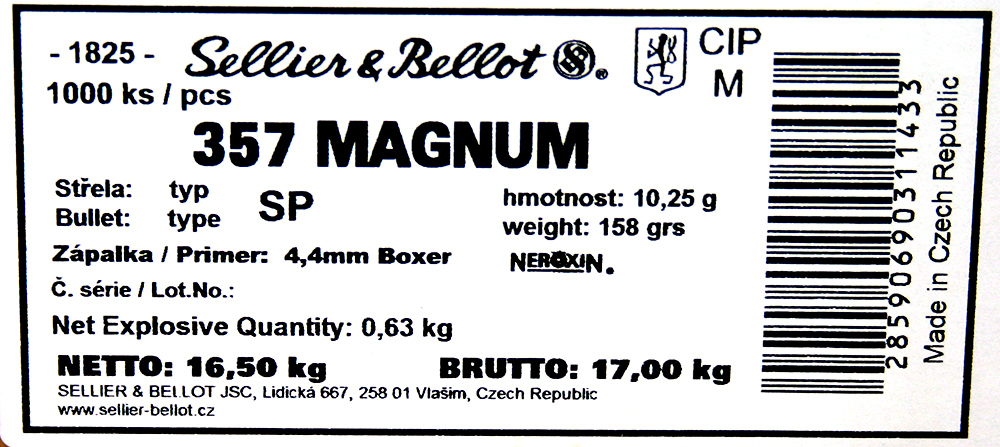 - 1825 - Sellier & Bellot SB ®
1000 ks / pcs
CIP
M
357 MAGNUM
Střela: typ SP
Bullet: type
hmotnost: 10,25 g
weight: 158 grs
Zápalka / Primer: 4,4mm Boxer
NEROXIN.
Č. série / Lot.No.:
Net Explosive Quantity: 0,63 kg
NETTO: 16,50 kg BRUTTO: 17,00 kg
SELLIER & BELLOT JSC, Lidická 667, 258 01 Vlašim, Czech Republic
www.sellier-bellot.cz
28590690311433
Made in Czech Republic